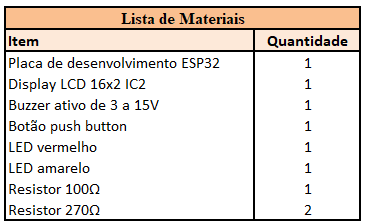 Lista de Materiais
Item Quantidade
Placa de desenvolvimento ESP32 1
Display LCD 16x2 IC2 1
Buzzer ativo de 3 a 15V 1
Botão push button 1
LED vermelho 1
LED amarelo 1
Resistor 100Ω 1
Resistor 270Ω 2